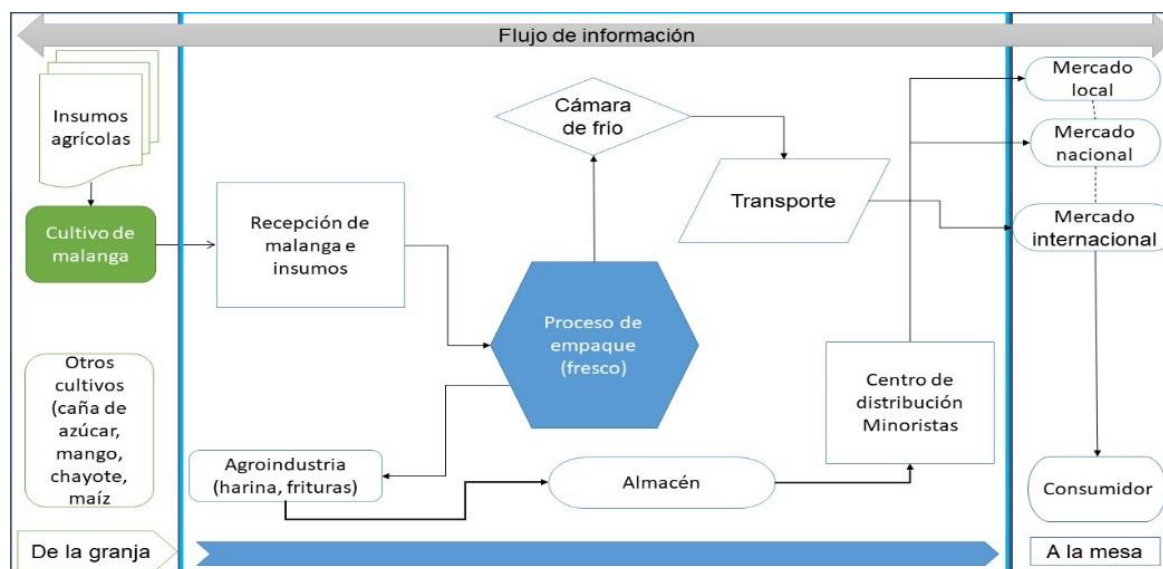 Flujo de información
Insumos
agrícolas
Cultivo de
malanga
Otros
cultivos
(caña de
azúcar,
mango,
chayote,
maíz
De la granja
Recepción de
malanga e
insumos
Cámara
de frio
Transporte
Proceso de
empaque
(fresco)
Agroindustria
(harina, frituras)
Almacén
Centro de
distribución
Minoristas
Mercado
local
Mercado
nacional
Mercado
internacional
Consumidor
A la mesa